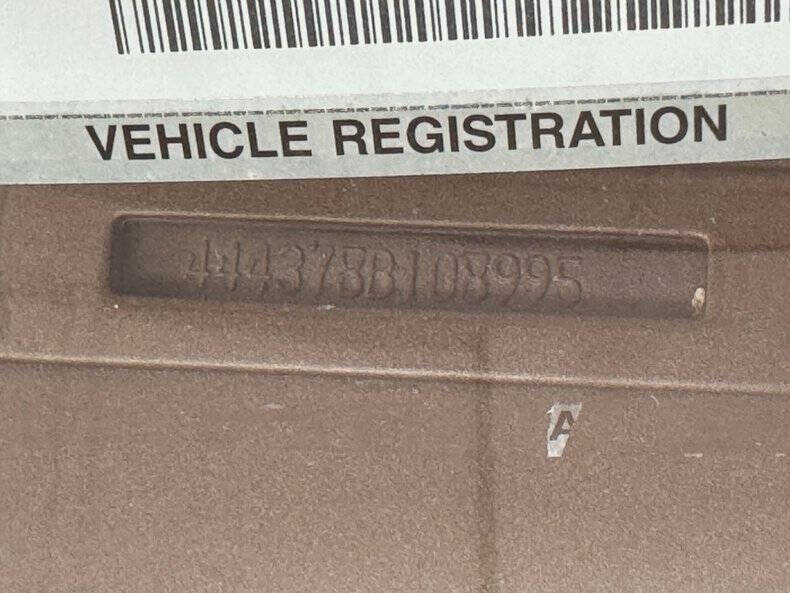 VEHICLE REGISTRATION
444378B108995
A